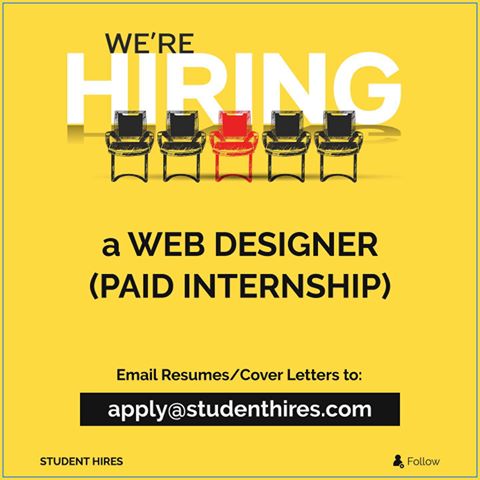 WE'RE
HIRING
a WEB DESIGNER
(PAID INTERNSHIP)
Email Resumes/Cover Letters to:
apply@studenthires.com
STUDENT HIRES
Follow